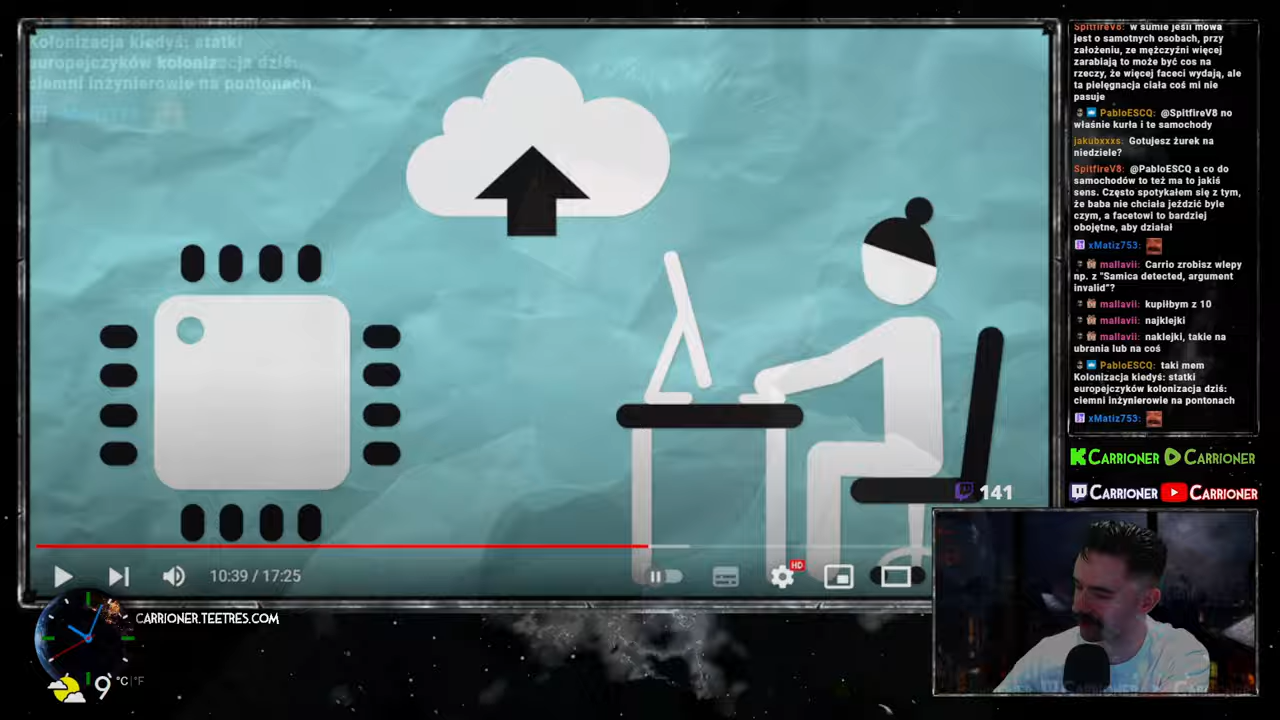 Kolonizacja kiedyś: statki
europejczyków kolonizacja dziś:
ciemni inżynierowie na pontonach
SpitfireV8: w sumie jeśli mowa
jest o samotnych osobach, przy
założeniu, ze mężczyźni więcej
zarabiają to może być cos na
rzeczy, że więcej faceci wydają, ale
ta pielęgnacja ciała coś mi nie
pasuje
PabloESCQ: @SpitfireV8 no
właśnie kurła i te samochody
jakubxxxs: Gotujesz żurek na
niedziele?
SpitfireV8: @PabloESCQ a co do
samochodów to też ma to jakiś
sens. Często spotykałem się z tym,
że baba nie chciała jeździć byle
czym, a facetowi to bardziej
obojętne, aby działał
xMatiz753:
mallavii: Carrio zrobisz wlepy
np. z "Samica detected, argument
invalid"?
mallavii: kupiłbym z 10
mallavii: najklejki
mallavii: naklejki, takie na
ubrania lub na coś
PabloESCQ: taki mem
Kolonizacja kiedyś: statki
europejczyków kolonizacja dziś:
ciemni inżynierowie na pontonach
xMatiz753:
K CARRIONER CARRIONER
CARRIONER CARRIONER
141
10:39 / 17:25
HD
CARRIONER.TEETRES.COM
9° °C|°F